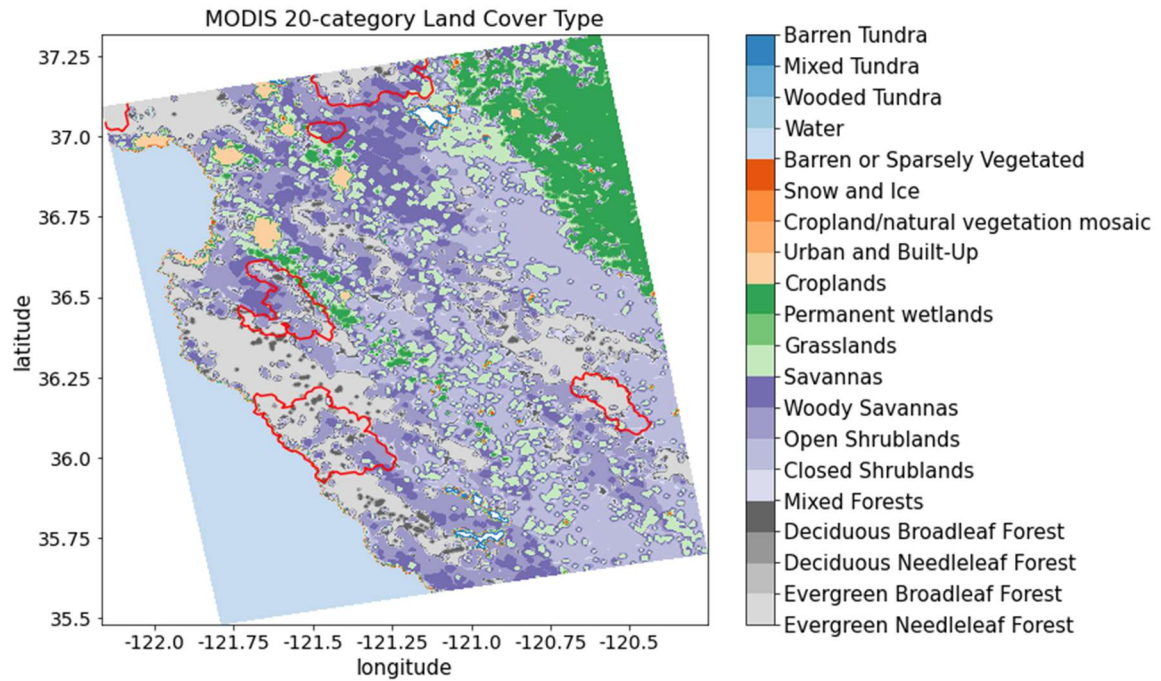 MODIS 20-category Land Cover Type
37.25
37.0
36.75
36.5
36.25
36.0
35.75
35.5
latitude
-122.0 -121.75 -121.5 -121.25 -121.0 -120.75 -120.5
longitude
Barren Tundra
Mixed Tundra
Wooded Tundra
Water
Barren or Sparsely Vegetated
Snow and Ice
Cropland/natural vegetation mosaic
Urban and Built-Up
Croplands
Permanent wetlands
Grasslands
Savannas
Woody Savannas
Open Shrublands
Closed Shrublands
Mixed Forests
Deciduous Broadleaf Forest
Deciduous Needleleaf Forest
Evergreen Broadleaf Forest
Evergreen Needleleaf Forest